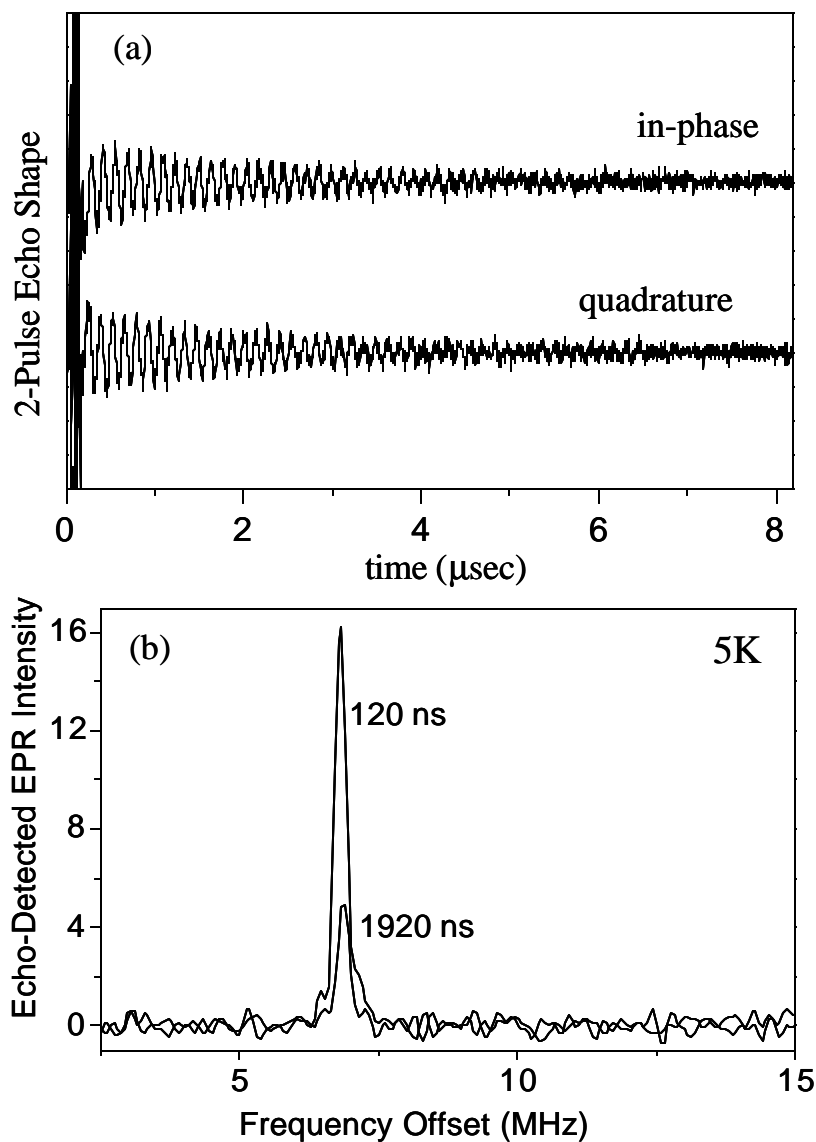 (a)
in-phase
quadrature
2-Pulse Echo Shape
0 2 4 6 8
time (μsec)
(b)
5K
16
12
8
4
0
120 ns
1920 ns
Echo-Detected EPR Intensity
5 10 15
Frequency Offset (MHz)